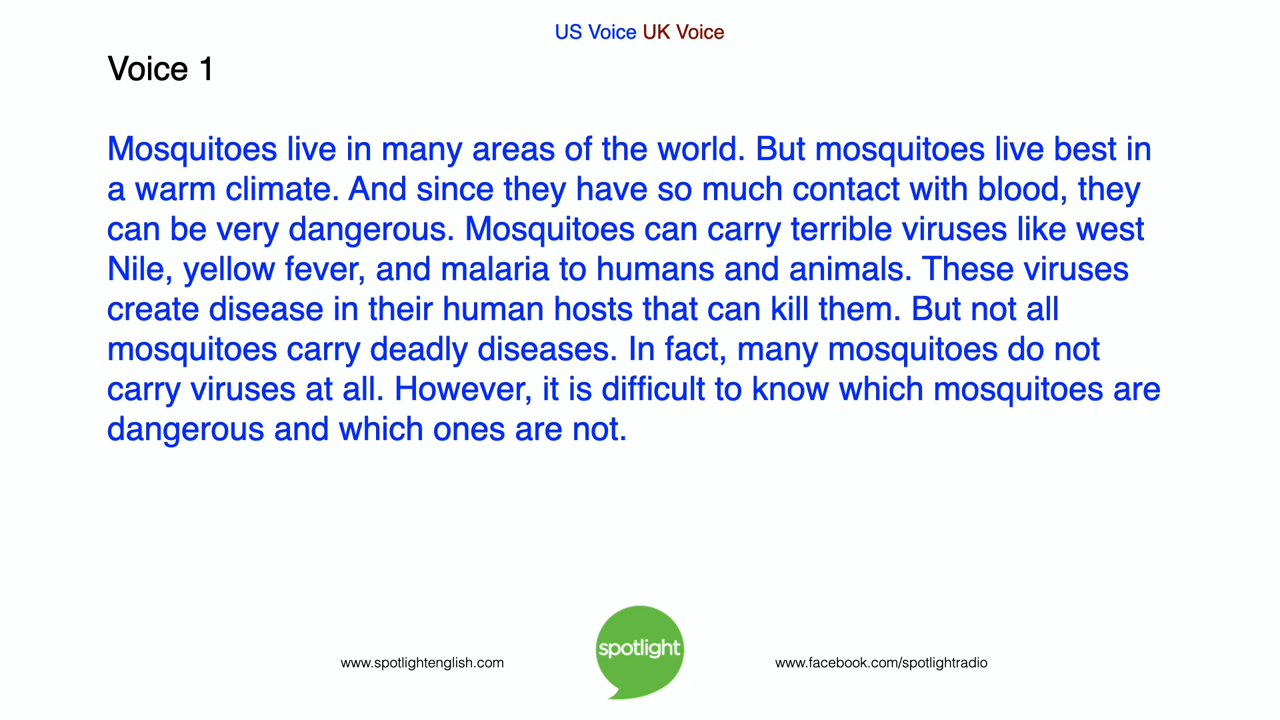 US Voice UK Voice
Voice 1
Mosquitoes live in many areas of the world. But mosquitoes live best in
a warm climate. And since they have so much contact with blood, they
can be very dangerous. Mosquitoes can carry terrible viruses like west
Nile, yellow fever, and malaria to humans and animals. These viruses
create disease in their human hosts that can kill them. But not all
mosquitoes carry deadly diseases. In fact, many mosquitoes do not
carry viruses at all. However, it is difficult to know which mosquitoes are
dangerous and which ones are not.
spotlight
www.spotlightenglish.com
www.facebook.com/spotlightradio